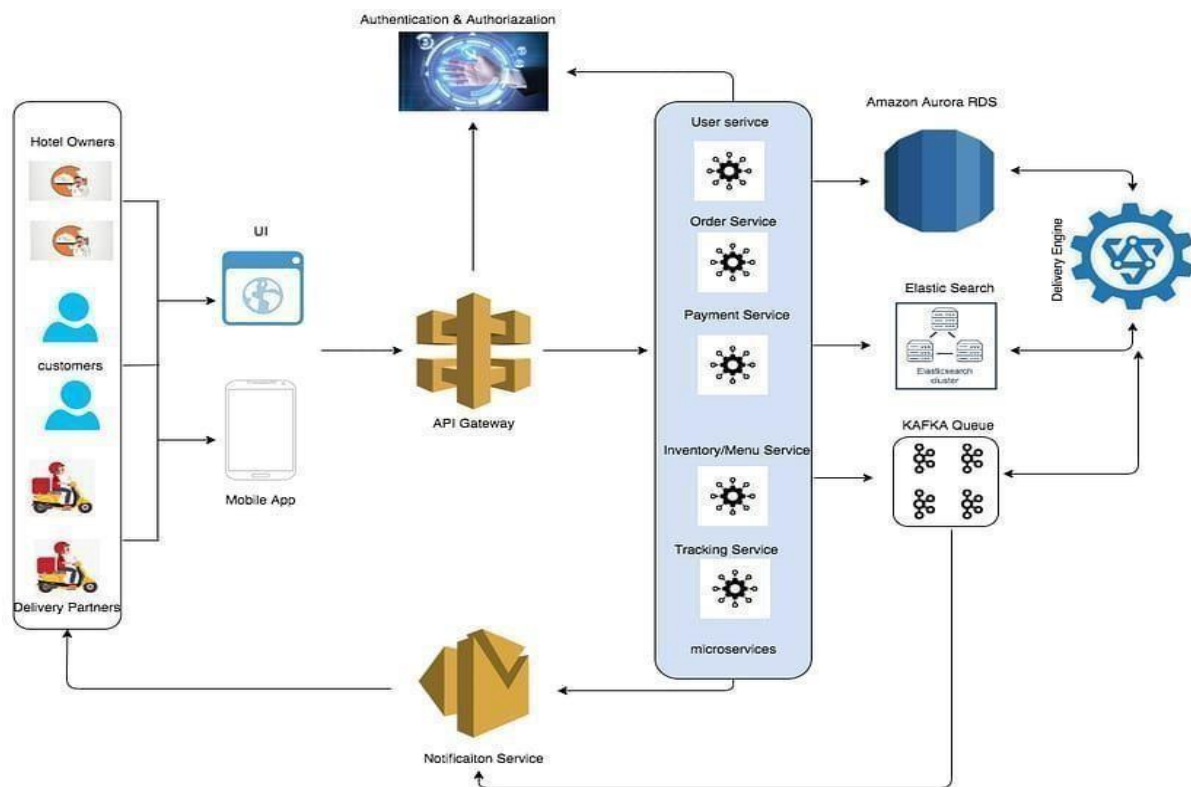 Authentication & Authoriazation
Hotel Owners
UI
customers
Mobile App
Delivery Partners
API Gateway
User serivce
Order Service
Payment Service
Inventory/Menu Service
Tracking Service
microservices
Amazon Aurora RDS
Delivery Engine
Elastic Search
Elasticsearch
cluster
KAFKA Queue
Notificaiton Service